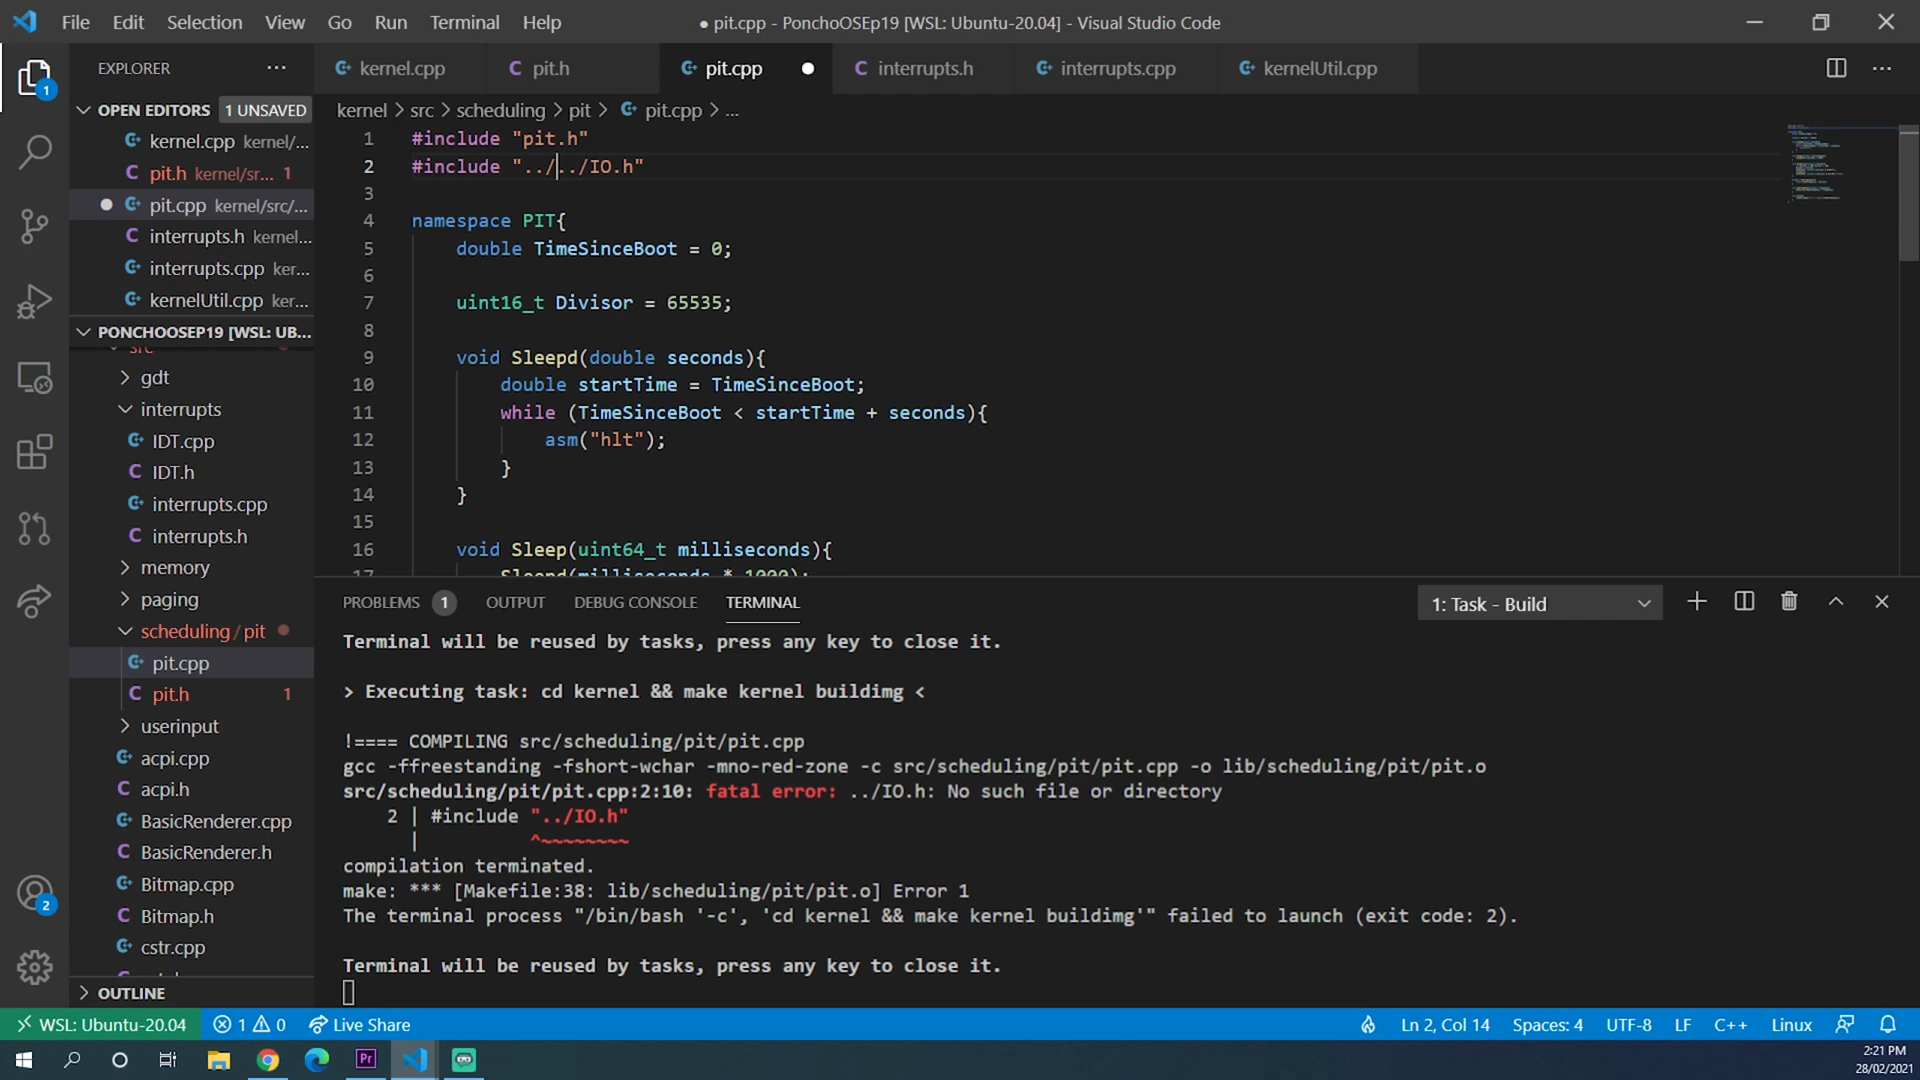 File Edit Selection View Go Run Terminal Help
● pit.cpp - PonchoOSEp19 [WSL: Ubuntu-20.04] - Visual Studio Code
EXPLORER
kernel.cpp
pit.h
pit.cpp
interrupts.h
interrupts.cpp
kernelUtil.cpp
1
OPEN EDITORS 1 UNSAVED
kernel.cpp kernel/...
pit.h kernel/sr... 1
pit.cpp kernel/src/...
interrupts.h kernel...
interrupts.cpp ker...
kernelUtil.cpp ker...
PONCHOOSEP19 [WSL: UB...
src
gdt
interrupts
IDT.cpp
IDT.h
interrupts.cpp
interrupts.h
memory
paging
scheduling / pit
pit.cpp
pit.h 1
userinput
acpi.cpp
acpi.h
BasicRenderer.cpp
BasicRenderer.h
Bitmap.cpp
Bitmap.h
cstr.cpp
OUTLINE
2
kernel > src > scheduling > pit > pit.cpp > ...
1 #include "pit.h"
2 #include "../../IO.h"
3
4 namespace PIT{
5 double TimeSinceBoot = 0;
6
7 uint16_t Divisor = 65535;
8
9 void Sleepd(double seconds){
10 double startTime = TimeSinceBoot;
11 while (TimeSinceBoot < startTime + seconds){
12 asm("hlt");
13 }
14 }
15
16 void Sleep(uint64_t milliseconds){
17 Sleepd(milliseconds * 1000);
PROBLEMS 1 OUTPUT DEBUG CONSOLE TERMINAL
1: Task - Build
Terminal will be reused by tasks, press any key to close it.
> Executing task: cd kernel && make kernel buildimg <
!==== COMPILING src/scheduling/pit/pit.cpp
gcc -ffreestanding -fshort-wchar -mno-red-zone -c src/scheduling/pit/pit.cpp -o lib/scheduling/pit/pit.o
src/scheduling/pit/pit.cpp:2:10: fatal error: ../IO.h: No such file or directory
2 | #include "../IO.h"
| ^~~~~~~~~
compilation terminated.
make: *** [Makefile:38: lib/scheduling/pit/pit.o] Error 1
The terminal process "/bin/bash '-c', 'cd kernel && make kernel buildimg'" failed to launch (exit code: 2).
Terminal will be reused by tasks, press any key to close it.
WSL: Ubuntu-20.04 1 0 Live Share
Ln 2, Col 14 Spaces: 4 UTF-8 LF C++ Linux
Pr
2:21 PM
28/02/2021